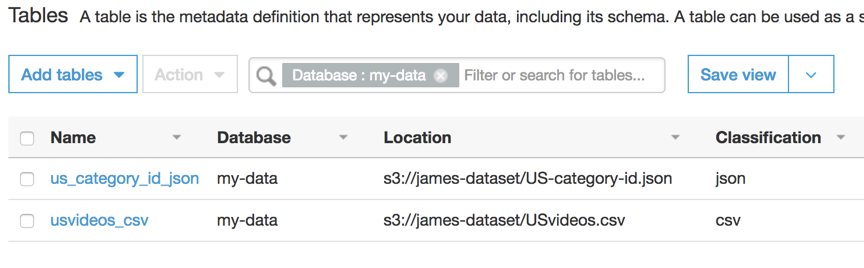 Tables A table is the metadata definition that represents your data, including its schema. A table can be used as a s
Add tables Action Database : my-data Filter or search for tables... Save view
Name Database Location Classification
us_category_id_json my-data s3://james-dataset/US-category-id.json json
usvideos_csv my-data s3://james-dataset/USvideos.csv csv